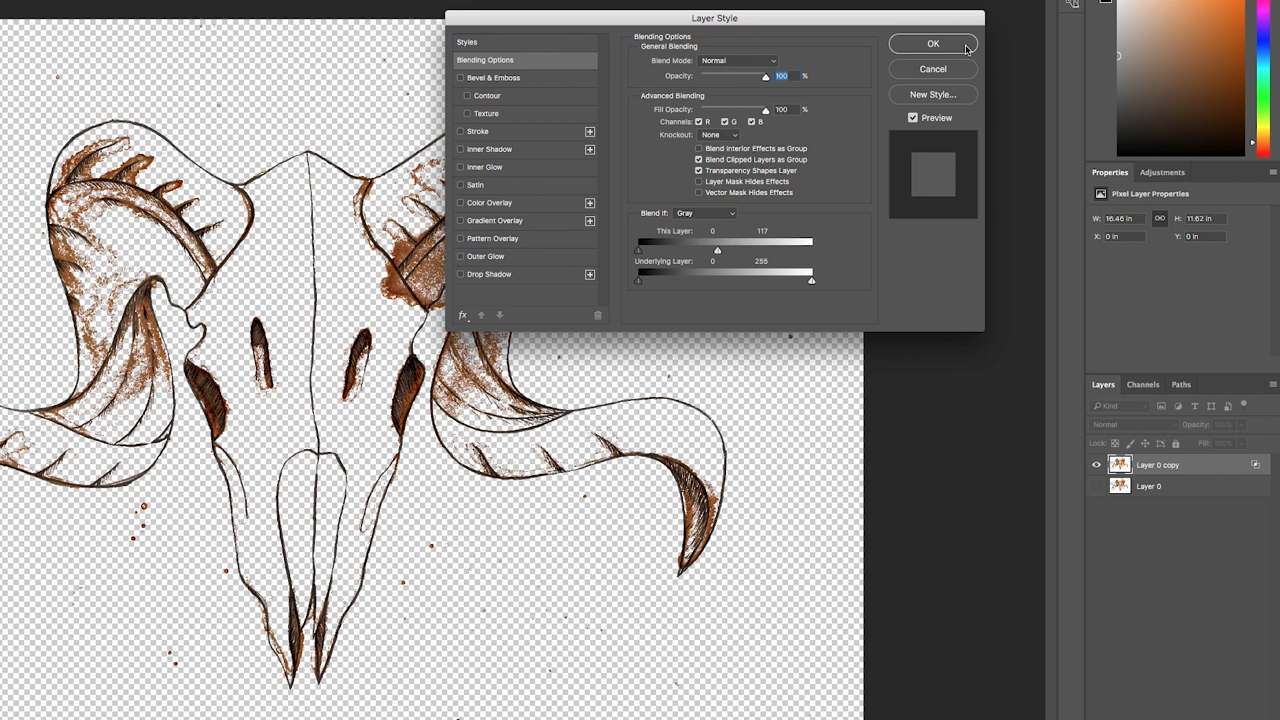 Layer Style
Styles
Blending Options
Bevel & Emboss
Contour
Texture
Stroke
Inner Shadow
Inner Glow
Satin
Color Overlay
Gradient Overlay
Pattern Overlay
Outer Glow
Drop Shadow
fx
Blending Options
General Blending
Blend Mode: Normal
Opacity: 100 %
Advanced Blending
Fill Opacity: 100 %
Channels: R G B
Knockout: None
Blend Interior Effects as Group
Blend Clipped Layers as Group
Transparency Shapes Layer
Layer Mask Hides Effects
Vector Mask Hides Effects
Blend If: Gray
This Layer: 0 117
Underlying Layer: 0 255
OK
Cancel
New Style...
Preview
Properties Adjustments
Pixel Layer Properties
W: 16.46 in H: 11.62 in
X: 0 in Y: 0 in
Layers Channels Paths
Kind
Normal Opacity: 100%
Lock: Fill: 100%
Layer 0 copy
Layer 0